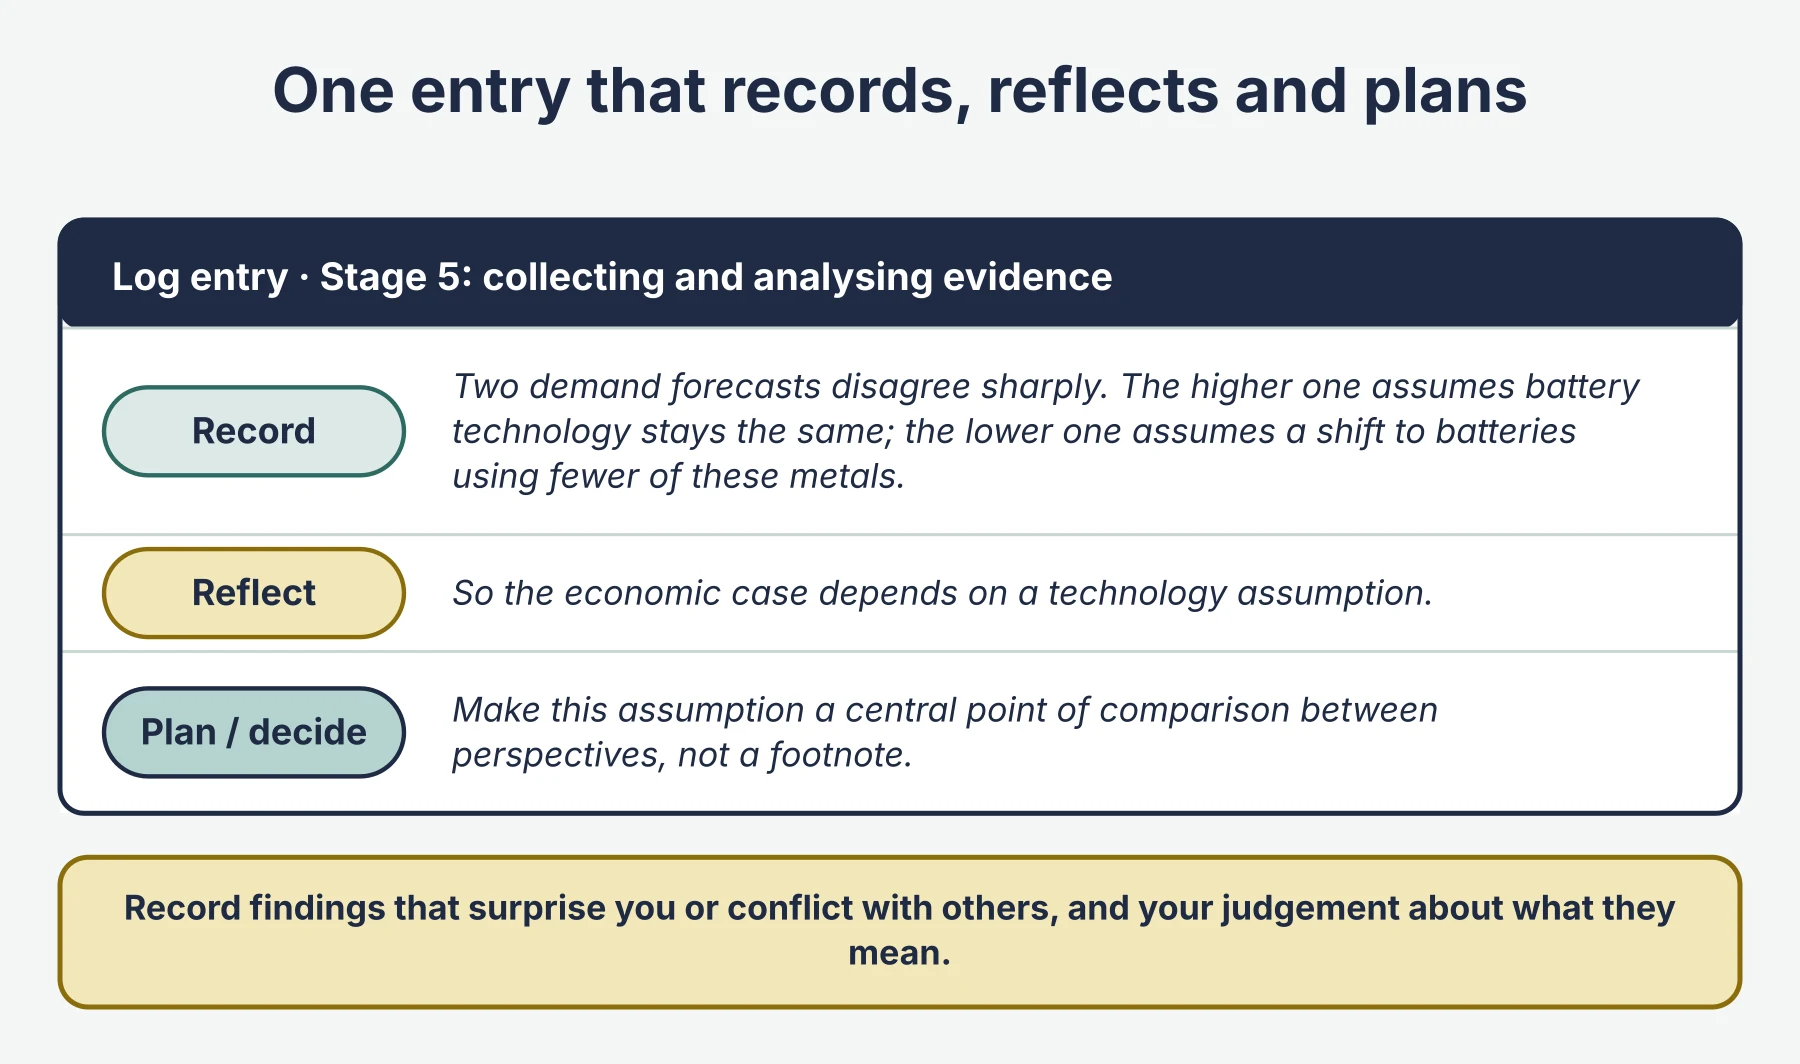 One entry that records, reflects and plans
Log entry · Stage 5: collecting and analysing evidence
Record
Two demand forecasts disagree sharply. The higher one assumes battery
technology stays the same; the lower one assumes a shift to batteries
using fewer of these metals.
Reflect
So the economic case depends on a technology assumption.
Plan / decide
Make this assumption a central point of comparison between
perspectives, not a footnote.
Record findings that surprise you or conflict with others, and your judgement about what they
mean.